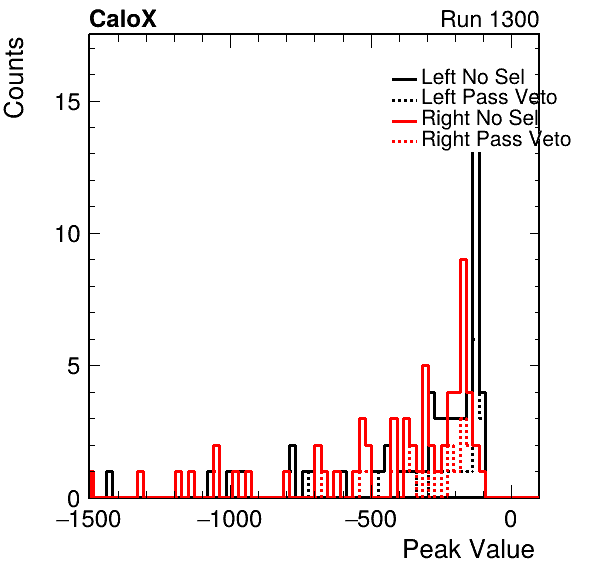 CaloX Run 1300
Counts
Left No Sel
Left Pass Veto
Right No Sel
Right Pass Veto
15
10
5
0
−1500 −1000 −500 0
Peak Value